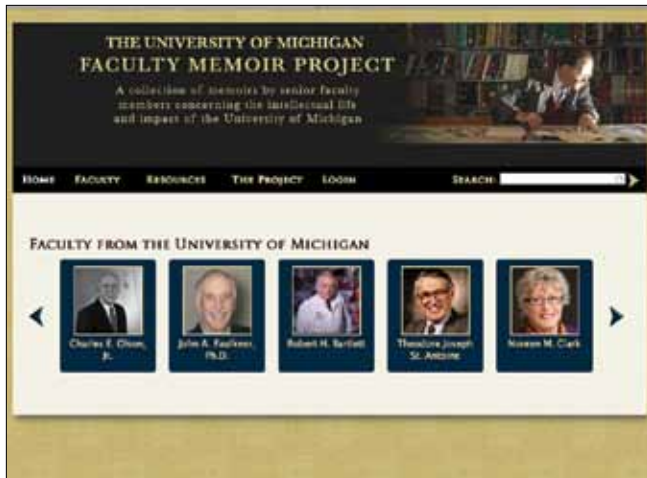 THE UNIVERSITY OF MICHIGAN
FACULTY MEMOIR PROJECT
A collection of memoirs by senior faculty
members concerning the intellectual life
and impact of the University of Michigan
HOME FACULTY RESOURCES THE PROJECT LOGIN SEARCH:
FACULTY FROM THE UNIVERSITY OF MICHIGAN
Charles E. Olson, Jr.
John A. Faulkner, Ph.D.
Robert H. Bartlett
Theodore Joseph St. Antoine
Noreen M. Clark